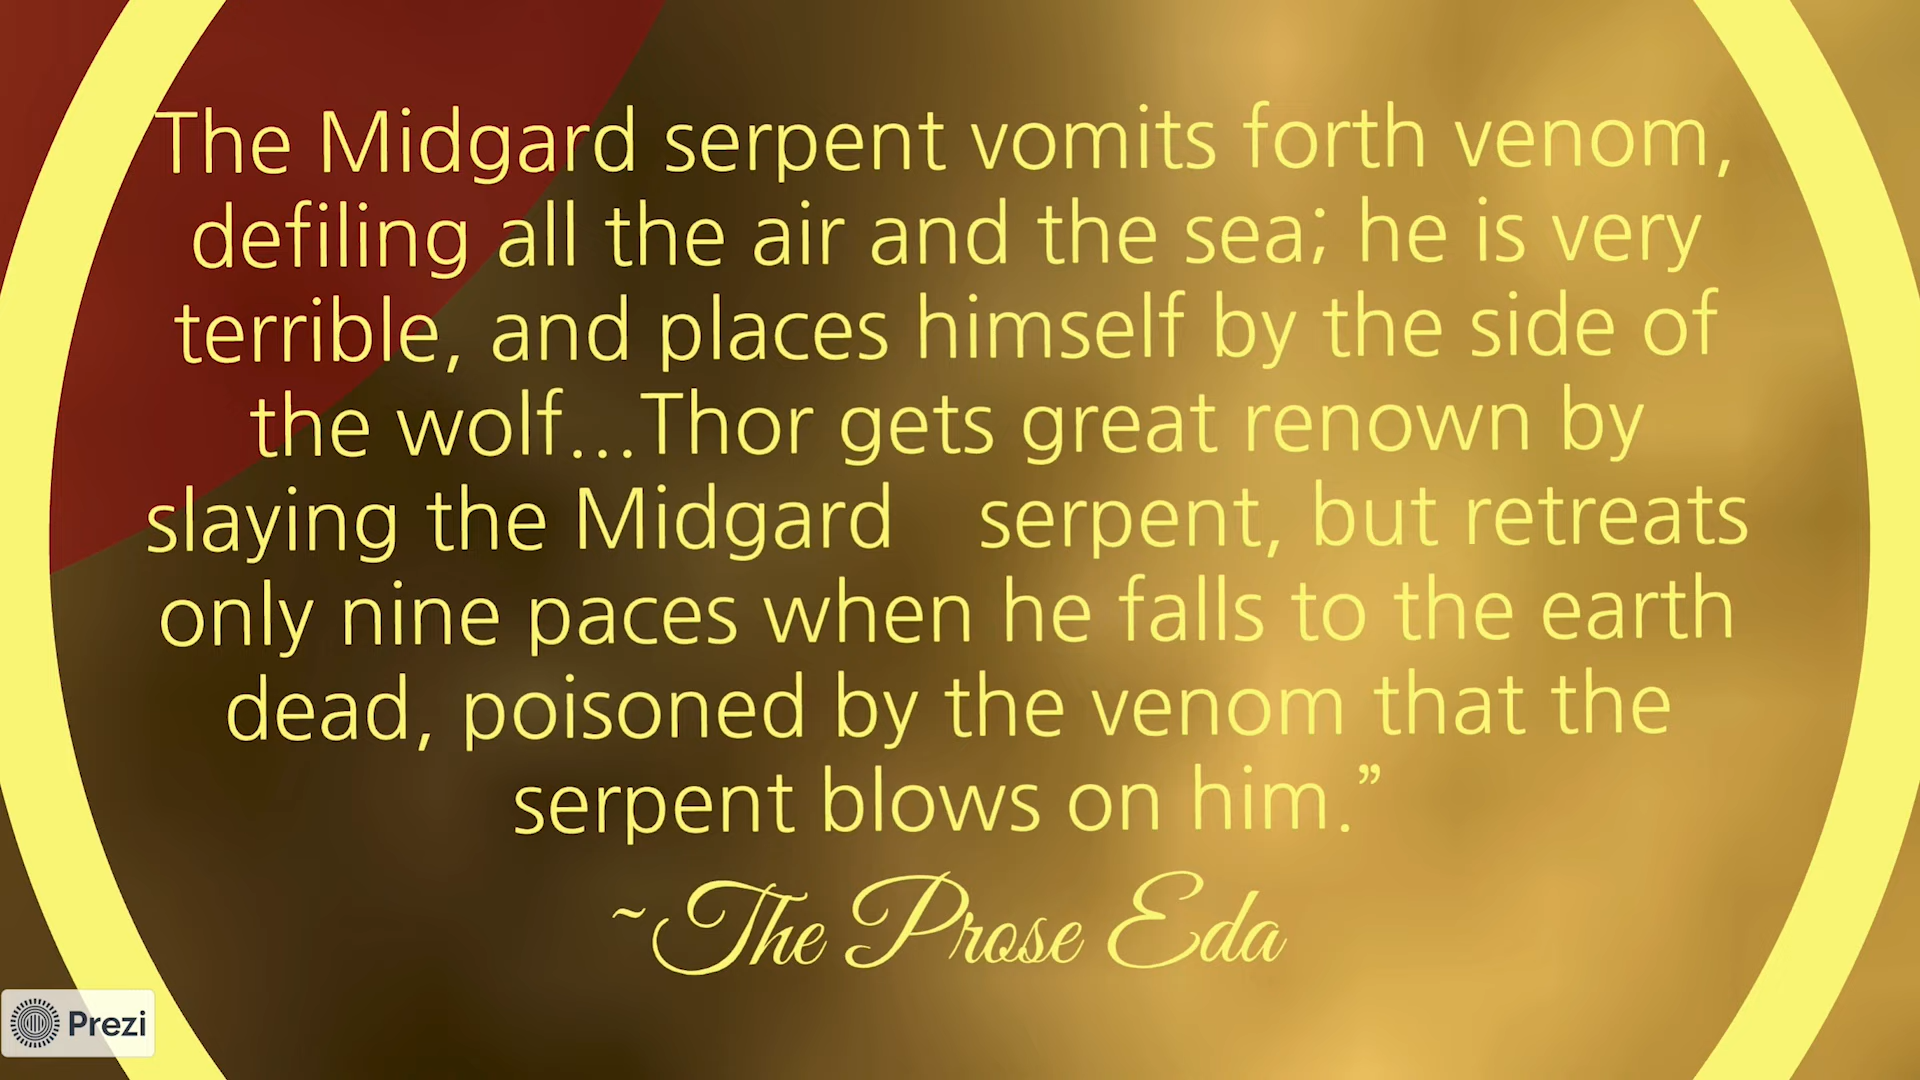 The Midgard serpent vomits forth venom,
defiling all the air and the sea; he is very
terrible, and places himself by the side of
the wolf...Thor gets great renown by
slaying the Midgard serpent, but retreats
only nine paces when he falls to the earth
dead, poisoned by the venom that the
serpent blows on him.”
~The Prose Eda
Prezi